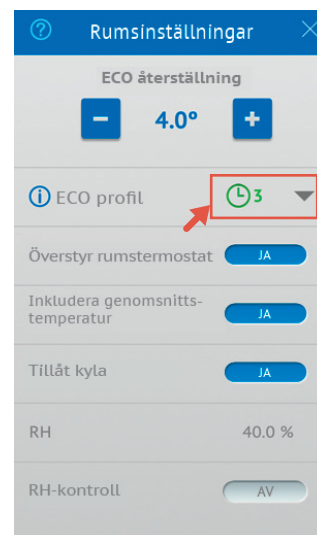 ? Rumsinställningar ×
ECO återställning
− 4.0° +
i ECO profil 3
Överstyr rumstermostat JA
Inkludera genomsnitts-
temperatur JA
Tillåt kyla JA
RH 40.0 %
RH-kontroll AV